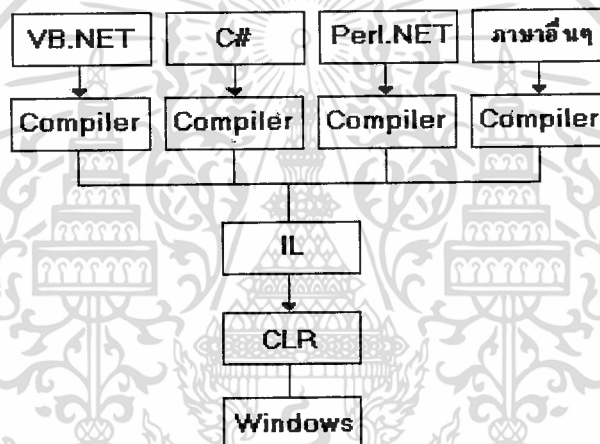 VB.NET
C#
Perl.NET
ภาษาอื่นๆ
Compiler
Compiler
Compiler
Compiler
IL
CLR
Windows